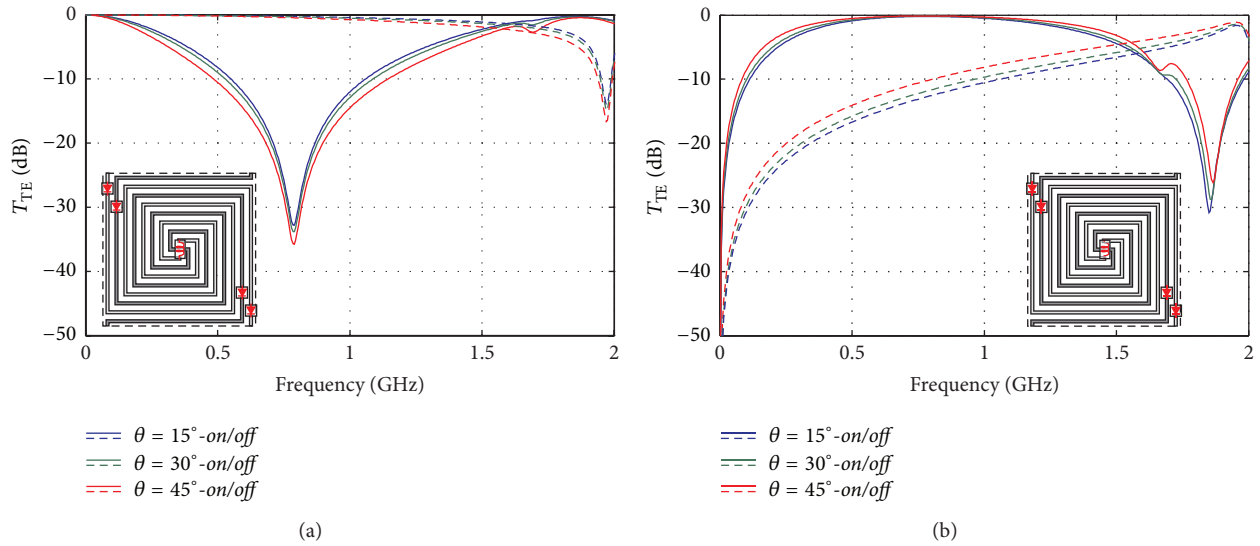 0
−10
−20
−30
−40
−50
T_TE (dB)
0 0.5 1 1.5 2
Frequency (GHz)
θ = 15°-on/off
θ = 30°-on/off
θ = 45°-on/off
(a)
0
−10
−20
−30
−40
−50
T_TE (dB)
0 0.5 1 1.5 2
Frequency (GHz)
θ = 15°-on/off
θ = 30°-on/off
θ = 45°-on/off
(b)